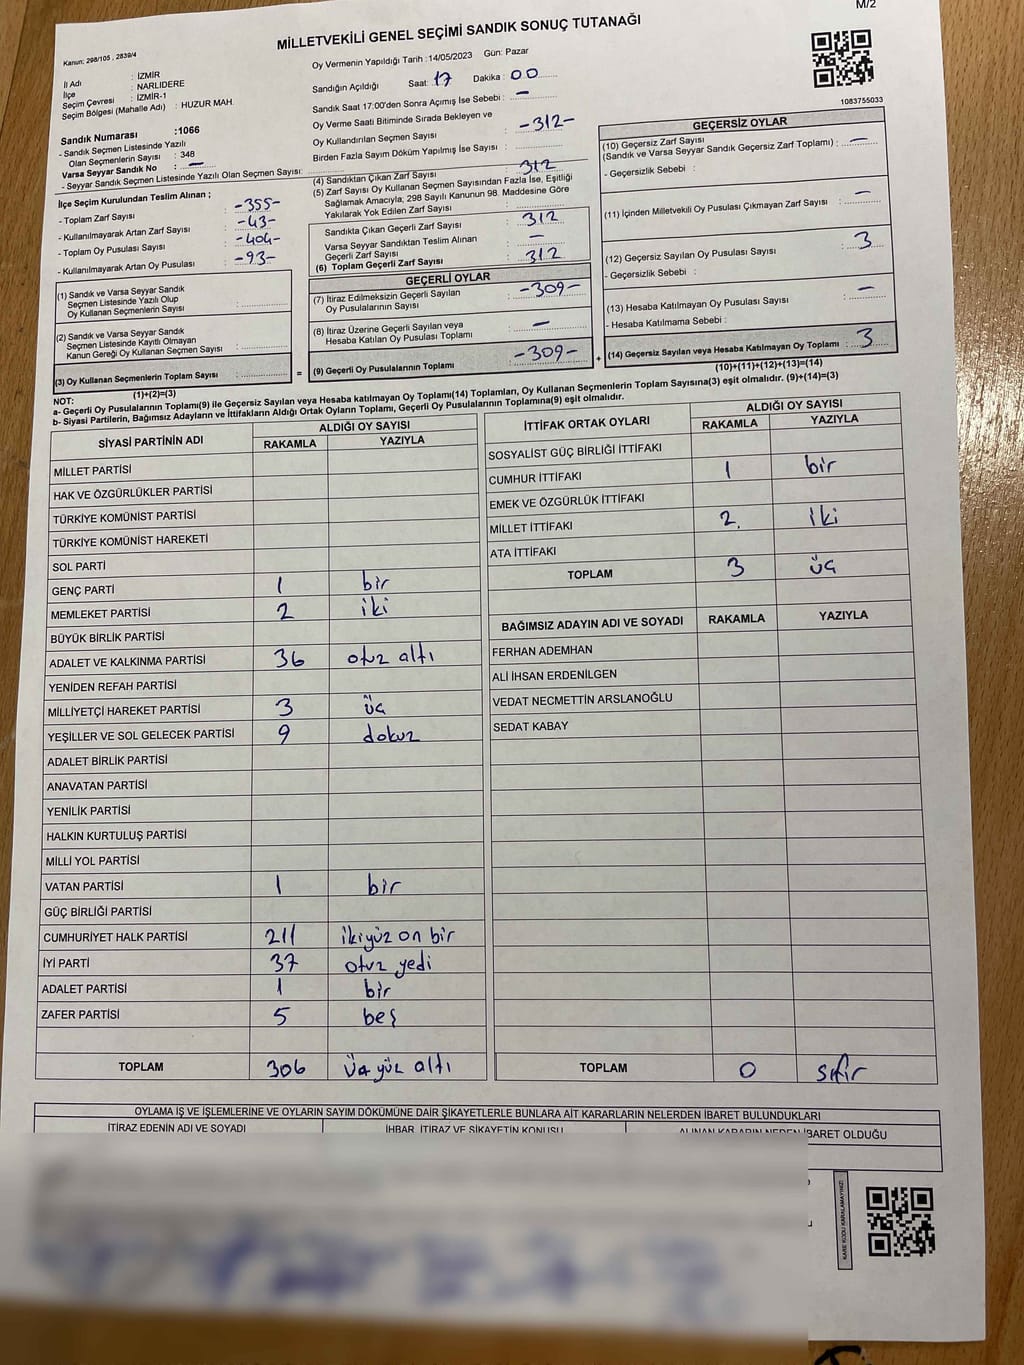 M/2
MİLLETVEKİLİ GENEL SEÇİMİ SANDIK SONUÇ TUTANAĞI
Kanun: 298/105 , 2839/4
İl Adı : İZMİR
İlçe : NARLIDERE
Seçim Çevresi : İZMİR-1
Seçim Bölgesi (Mahalle Adı) : HUZUR MAH.
Sandık Numarası :1066
- Sandık Seçmen Listesinde Yazılı
Olan Seçmenlerin Sayısı : 348
Varsa Seyyar Sandık No : —
- Seyyar Sandık Seçmen Listesinde Yazılı Olan Seçmen Sayısı:
İlçe Seçim Kurulundan Teslim Alınan ;
- Toplam Zarf Sayısı : -355-
- Kullanılmayarak Artan Zarf Sayısı : -43-
- Toplam Oy Pusulası Sayısı : -404-
- Kullanılmayarak Artan Oy Pusulası : -93-
(1) Sandık ve Varsa Seyyar Sandık
Seçmen Listesinde Yazılı Olup
Oy Kullanan Seçmenlerin Sayısı :
(2) Sandık ve Varsa Seyyar Sandık
Seçmen Listesinde Kayıtlı Olmayan
Kanun Gereği Oy Kullanan Seçmen Sayısı :
(3) Oy Kullanan Seçmenlerin Toplam Sayısı :
(1)+(2)=(3)
Oy Vermenin Yapıldığı Tarih :14/05/2023 Gün: Pazar
Sandığın Açıldığı Saat: 17 Dakika : 00
Sandık Saat 17:00'den Sonra Açımış İse Sebebi : —
Oy Verme Saati Bitiminde Sırada Bekleyen ve
Oy Kullandırılan Seçmen Sayısı : -312-
Birden Fazla Sayım Döküm Yapılmış İse Sayısı :
(4) Sandıktan Çıkan Zarf Sayısı : 312
(5) Zarf Sayısı Oy Kullanan Seçmen Sayısından Fazla İse, Eşitliği
Sağlamak Amacıyla; 298 Sayılı Kanunun 98. Maddesine Göre
Yakılarak Yok Edilen Zarf Sayısı :
Sandıkta Çıkan Geçerli Zarf Sayısı : 312
Varsa Seyyar Sandıktan Teslim Alınan
Geçerli Zarf Sayısı : —
(6) Toplam Geçerli Zarf Sayısı : 312
GEÇERLİ OYLAR
(7) İtiraz Edilmeksizin Geçerli Sayılan
Oy Pusulalarının Sayısı : -309-
(8) İtiraz Üzerine Geçerli Sayılan veya
Hesaba Katılan Oy Pusulası Toplamı : —
= (9) Geçerli Oy Pusulalarının Toplamı : -309- +
1083755033
GEÇERSİZ OYLAR
(10) Geçersiz Zarf Sayısı
(Sandık ve Varsa Seyyar Sandık Geçersiz Zarf Toplamı) : —
- Geçersizlik Sebebi :
(11) İçinden Milletvekili Oy Pusulası Çıkmayan Zarf Sayısı : —
(12) Geçersiz Sayılan Oy Pusulası Sayısı : 3
- Geçersizlik Sebebi :
(13) Hesaba Katılmayan Oy Pusulası Sayısı : —
- Hesaba Katılmama Sebebi :
(14) Geçersiz Sayılan veya Hesaba Katılmayan Oy Toplamı : 3
(10)+(11)+(12)+(13)=(14)
NOT:
a- Geçerli Oy Pusulalarının Toplamı(9) ile Geçersiz Sayılan veya Hesaba katılmayan Oy Toplamı(14) Toplamları, Oy Kullanan Seçmenlerin Toplam Sayısına(3) eşit olmalıdır. (9)+(14)=(3)
b- Siyasi Partilerin, Bağımsız Adayların ve İttifakların Aldığı Ortak Oyların Toplamı, Geçerli Oy Pusulalarının Toplamına(9) eşit olmalıdır.
SİYASİ PARTİNİN ADI ALDIĞI OY SAYISI
RAKAMLA YAZIYLA
MİLLET PARTİSİ
HAK VE ÖZGÜRLÜKLER PARTİSİ
TÜRKİYE KOMÜNİST PARTİSİ
TÜRKİYE KOMÜNİST HAREKETİ
SOL PARTİ
GENÇ PARTİ 1 bir
MEMLEKET PARTİSİ 2 iki
BÜYÜK BİRLİK PARTİSİ
ADALET VE KALKINMA PARTİSİ 36 otuz altı
YENİDEN REFAH PARTİSİ
MİLLİYETÇİ HAREKET PARTİSİ 3 üç
YEŞİLLER VE SOL GELECEK PARTİSİ 9 dokuz
ADALET BİRLİK PARTİSİ
ANAVATAN PARTİSİ
YENİLİK PARTİSİ
HALKIN KURTULUŞ PARTİSİ
MİLLİ YOL PARTİSİ
VATAN PARTİSİ 1 bir
GÜÇ BİRLİĞİ PARTİSİ
CUMHURİYET HALK PARTİSİ 211 ikiyüz on bir
İYİ PARTİ 37 otuz yedi
ADALET PARTİSİ 1 bir
ZAFER PARTİSİ 5 beş
TOPLAM 306 üç yüz altı
İTTİFAK ORTAK OYLARI ALDIĞI OY SAYISI
RAKAMLA YAZIYLA
SOSYALİST GÜÇ BİRLİĞİ İTTİFAKI
CUMHUR İTTİFAKI 1 bir
EMEK VE ÖZGÜRLÜK İTTİFAKI
MİLLET İTTİFAKI 2. iki
ATA İTTİFAKI
TOPLAM 3 üç
BAĞIMSIZ ADAYIN ADI VE SOYADI RAKAMLA YAZIYLA
FERHAN ADEMHAN
ALİ İHSAN ERDENİLGEN
VEDAT NECMETTİN ARSLANOĞLU
SEDAT KABAY
TOPLAM 0 sıfır
OYLAMA İŞ VE İŞLEMLERİNE VE OYLARIN SAYIM DÖKÜMÜNE DAİR ŞİKAYETLERLE BUNLARA AİT KARARLARIN NELERDEN İBARET BULUNDUKLARI
İTİRAZ EDENİN ADI VE SOYADI İHBAR, İTİRAZ VE ŞİKAYETİN KONUSU ALINAN KARARIN NEDEN İBARET OLDUĞU
KARE KODU KARALAMAYINIZ!